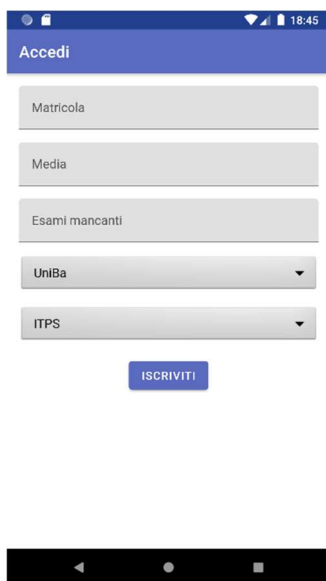 18:45
Accedi
Matricola
Media
Esami mancanti
UniBa
ITPS
ISCRIVITI